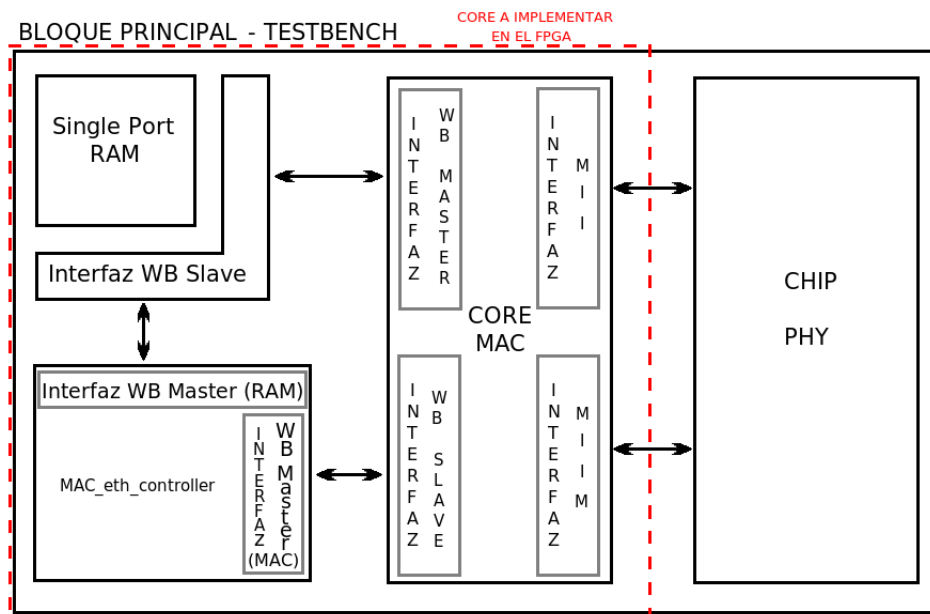 BLOQUE PRINCIPAL - TESTBENCH
CORE A IMPLEMENTAR
EN EL FPGA
Single Port
RAM
Interfaz WB Slave
INTERFAZ
WB MASTER
INTERFAZ
MII
CORE
MAC
CHIP
PHY
Interfaz WB Master (RAM)
MAC_eth_controller
INTERFAZ
WB Master
(MAC)
INTERFAZ
WB SLAVE
INTERFAZ
MIIM